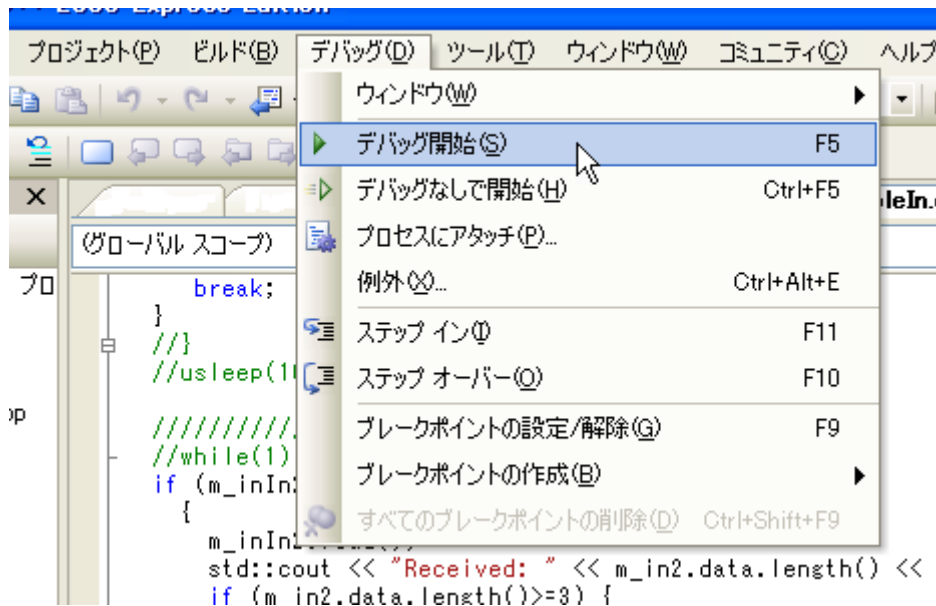 Express Edition
プロジェクト(P) ビルド(B) デバッグ(D) ツール(T) ウィンドウ(W) コミュニティ(C) ヘルプ
ウィンドウ(W)
デバッグ開始(S) F5
デバッグなしで開始(H) Ctrl+F5
leIn.
(グローバル スコープ)
プロセスにアタッチ(P)...
プロ
break;
例外(X)... Ctrl+Alt+E
}
//}
ステップ イン(I) F11
//usleep(1
ステップ オーバー(O) F10
op
//////////
ブレークポイントの設定/解除(G) F9
//while(1)
if (m_inIn
ブレークポイントの作成(B)
{
すべてのブレークポイントの削除(D) Ctrl+Shift+F9
m_inIn
std::cout << "Received: " << m_in2.data.length() <<
if (m_in2.data.length()>=3) {